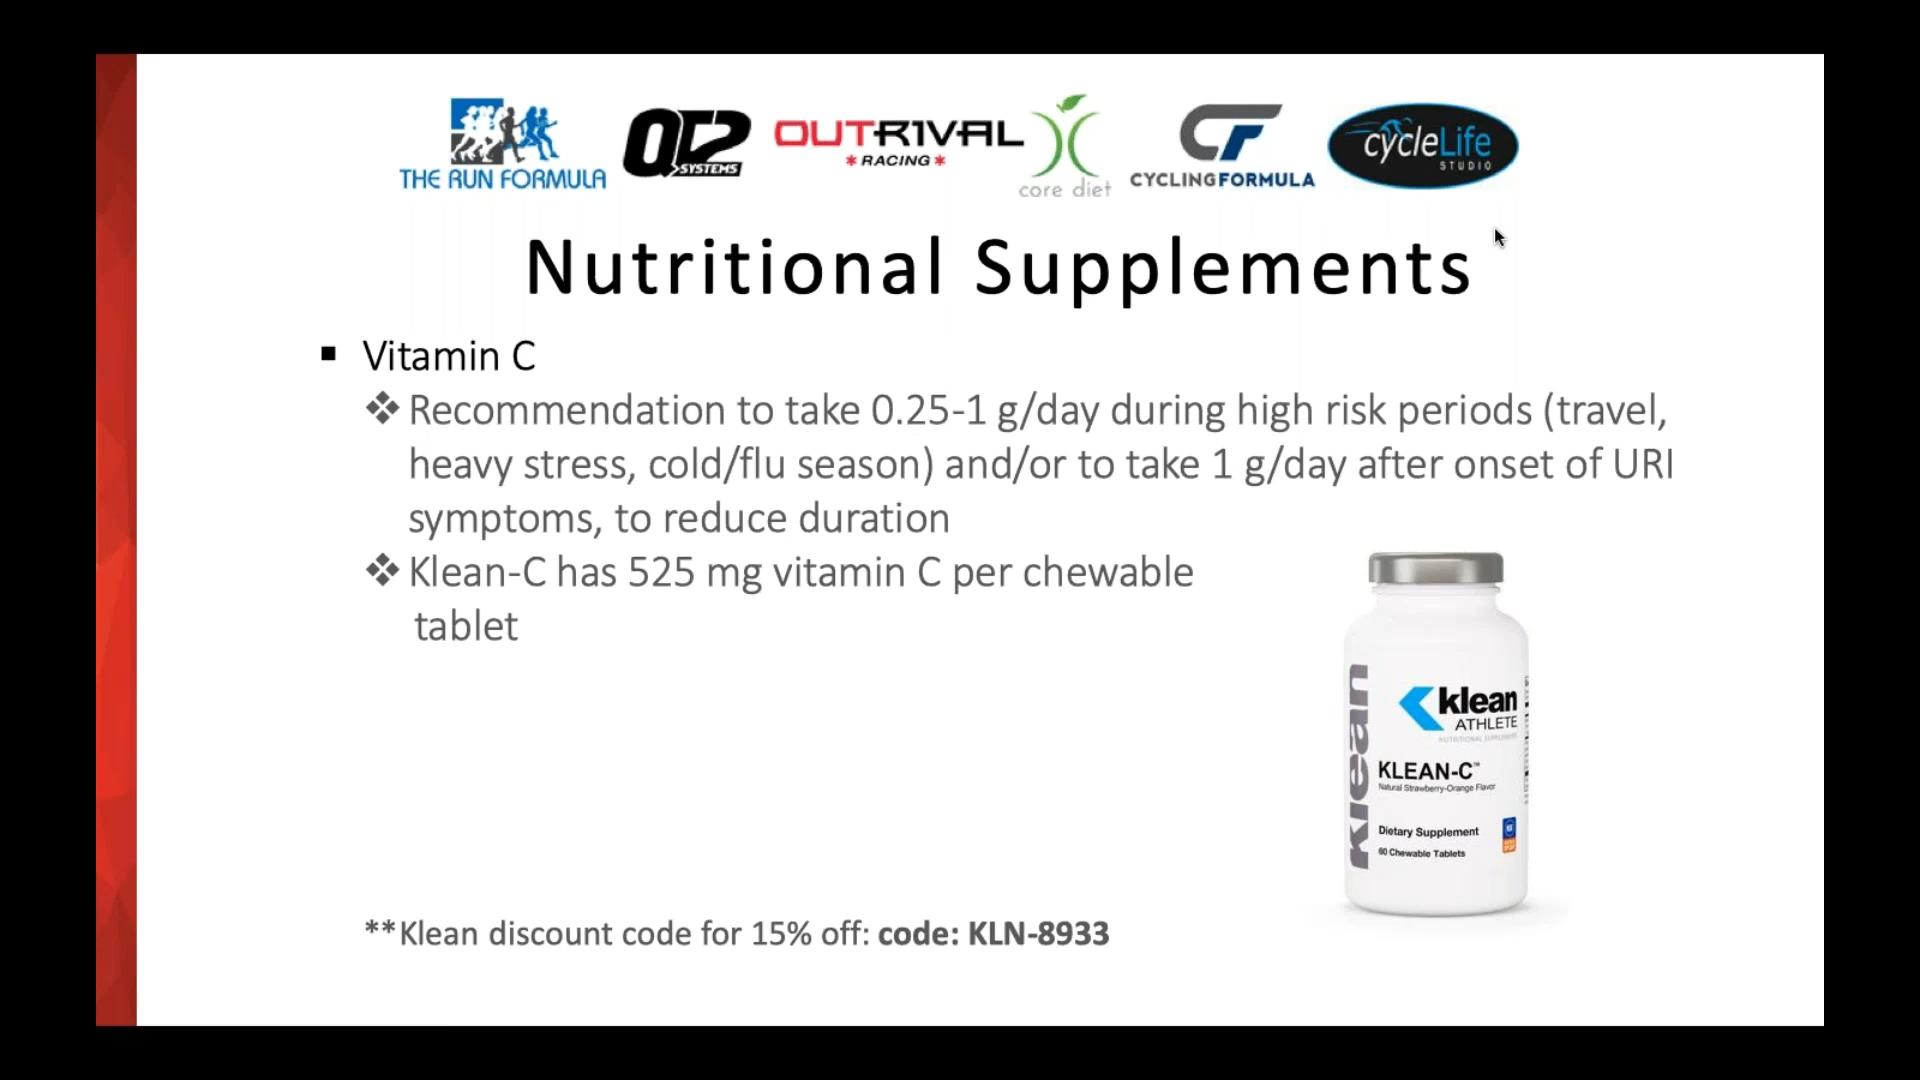 THE RUN FORMULA
QT2 SYSTEMS
OUTRIVAL RACING
core diet
CYCLINGFORMULA
cycleLife STUDIO
Nutritional Supplements
Vitamin C
Recommendation to take 0.25-1 g/day during high risk periods (travel,
heavy stress, cold/flu season) and/or to take 1 g/day after onset of URI
symptoms, to reduce duration
Klean-C has 525 mg vitamin C per chewable
tablet
klean
klean
ATHLETE
NUTRITIONAL SUPPLEMENTS
KLEAN-C™
Natural Strawberry-Orange Flavor
Dietary Supplement
60 Chewable Tablets
**Klean discount code for 15% off: code: KLN-8933